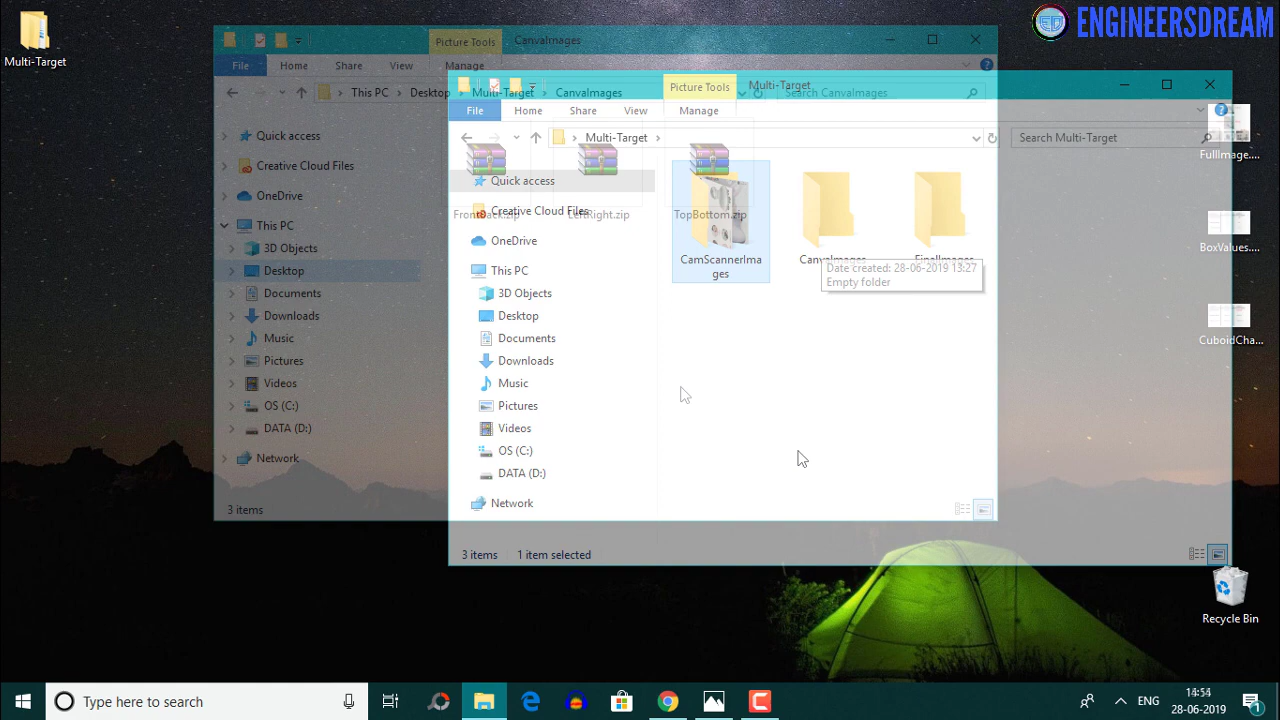 ENGINEERSDREAM
Multi-Target
Picture Tools
CanvaImages
File
Home
Share
View
Manage
This PC
Desktop
Multi-Target
CanvaImages
Search CanvaImages
Quick access
Creative Cloud Files
OneDrive
This PC
3D Objects
Desktop
Documents
Downloads
Music
Pictures
Videos
OS (C:)
DATA (D:)
Network
3 items
FrontBack.zip
LeftRight.zip
TopBottom.zip
Picture Tools
Multi-Target
File
Home
Share
View
Manage
Multi-Target
Search Multi-Target
Quick access
Creative Cloud Files
OneDrive
This PC
3D Objects
Desktop
Documents
Downloads
Music
Pictures
Videos
OS (C:)
DATA (D:)
Network
CamScannerIma
ges
CanvaImages
FinalImages
Date created: 28-06-2019 13:27
Empty folder
3 items
1 item selected
FullImage....
BoxValues....
CuboidCha...
Recycle Bin
Type here to search
ENG
14:54
28-06-2019
1